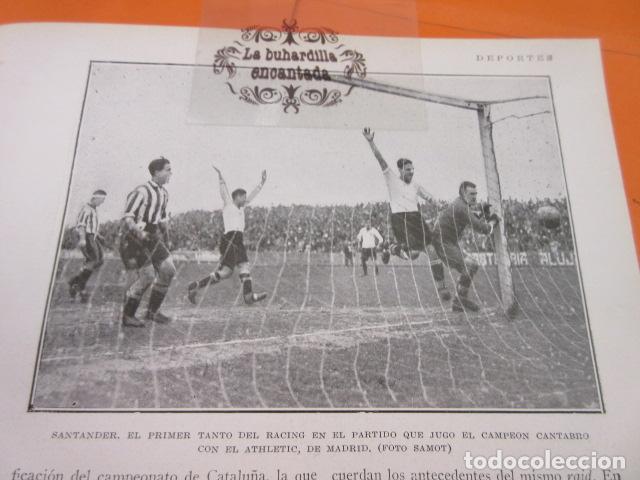 La buhardilla
encantada
DEPORTES
ALUJ
SANTANDER. EL PRIMER TANTO DEL RACING EN EL PARTIDO QUE JUGO EL CAMPEON CANTABRO
CON EL ATHLETIC, DE MADRID. (FOTO SAMOT)
ficación del campeonato de Cataluña, la que
cuerdan los antecedentes del mismo raid. En
todocoleccion.net